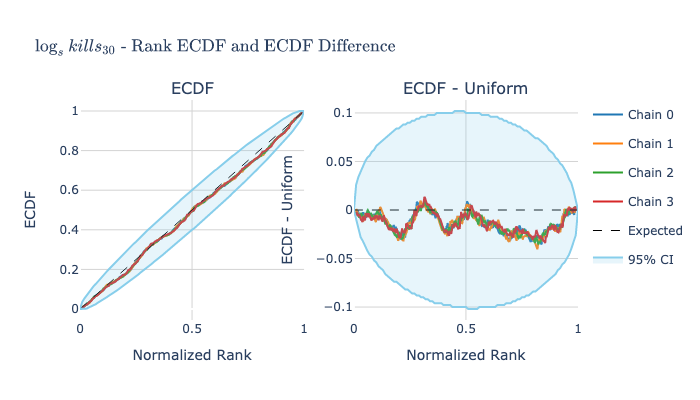 log_s kills_30 - Rank ECDF and ECDF Difference
ECDF
ECDF - Uniform
1
0.8
0.6
0.4
0.2
0
ECDF
0
0.5
1
Normalized Rank
0.1
0.05
0
−0.05
−0.1
ECDF - Uniform
0
0.5
1
Normalized Rank
Chain 0
Chain 1
Chain 2
Chain 3
Expected
95% CI